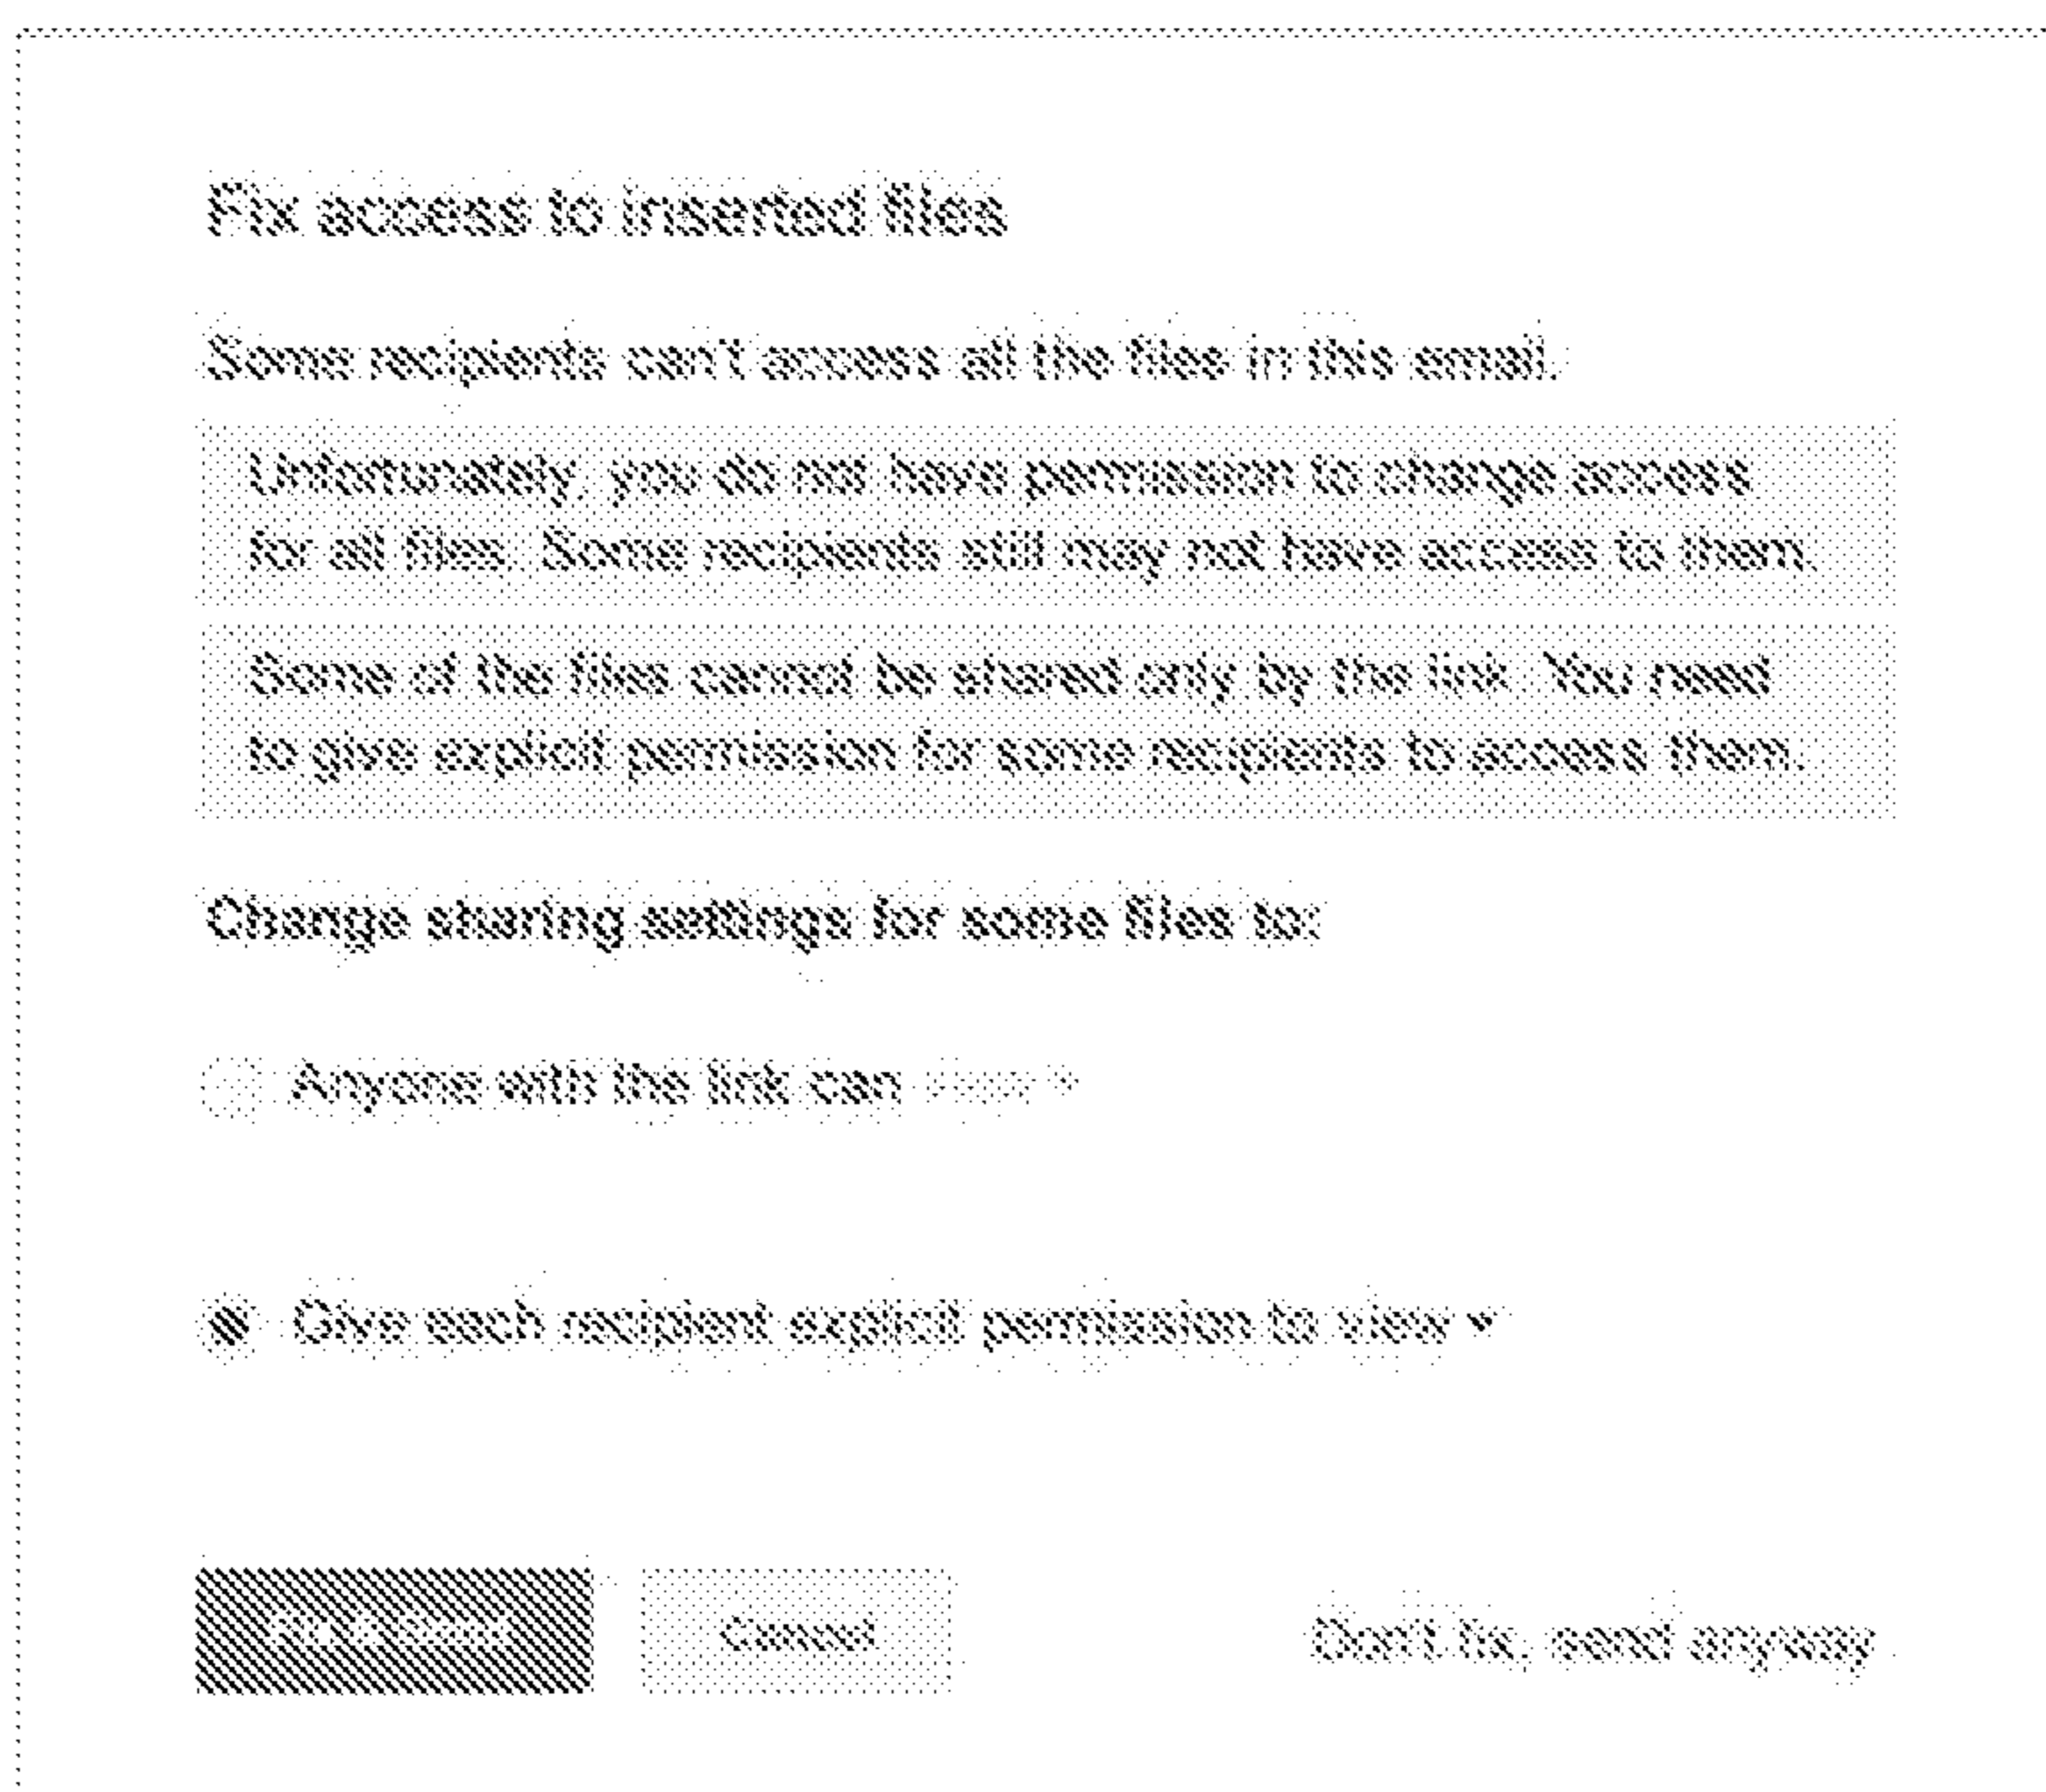 Fix access to inserted files
Some recipients can't access all the files in this email.
Unfortunately, you do not have permission to change access
for all files. Some recipients still may not have access to them.
Some of the files cannot be shared only by the link. You need
to give explicit permission for some recipients to access them.
Change sharing settings for some files to:
Anyone with the link can
Give each recipient explicit permission to view
Cancel
Don't fix, send anyway